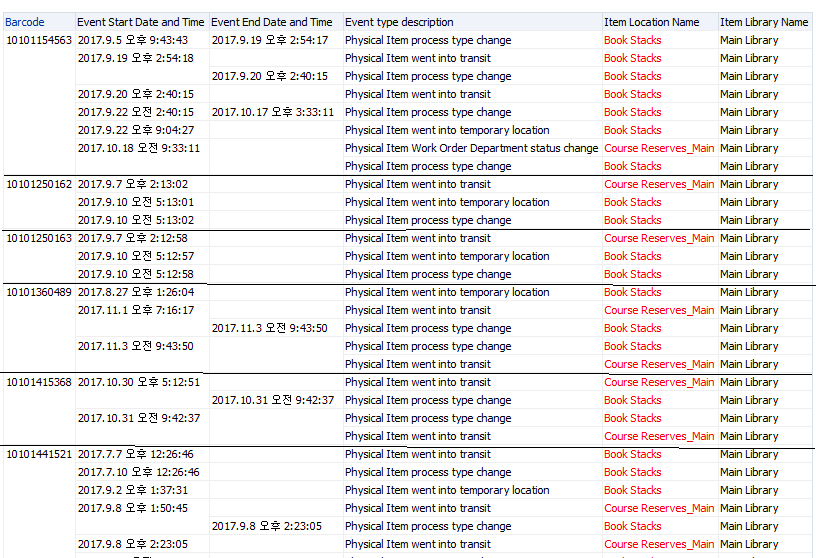 Barcode Event Start Date and Time Event End Date and Time Event type description Item Location Name Item Library Name
10101154563 2017.9.5 오후 9:43:43 2017.9.19 오후 2:54:17 Physical Item process type change Book Stacks Main Library
2017.9.19 오후 2:54:18 Physical Item went into transit Book Stacks Main Library
2017.9.20 오후 2:40:15 Physical Item process type change Book Stacks Main Library
2017.9.20 오후 2:40:15 Physical Item went into transit Book Stacks Main Library
2017.9.22 오전 2:40:15 2017.10.17 오후 3:33:11 Physical Item process type change Book Stacks Main Library
2017.9.22 오후 9:04:27 Physical Item went into temporary location Book Stacks Main Library
2017.10.18 오전 9:33:11 Physical Item Work Order Department status change Course Reserves_Main Main Library
Physical Item process type change Book Stacks Main Library
10101250162 2017.9.7 오후 2:13:02 Physical Item went into transit Course Reserves_Main Main Library
2017.9.10 오전 5:13:01 Physical Item went into temporary location Book Stacks Main Library
2017.9.10 오전 5:13:02 Physical Item process type change Book Stacks Main Library
10101250163 2017.9.7 오후 2:12:58 Physical Item went into transit Course Reserves_Main Main Library
2017.9.10 오전 5:12:57 Physical Item went into temporary location Book Stacks Main Library
2017.9.10 오전 5:12:58 Physical Item process type change Book Stacks Main Library
10101360489 2017.8.27 오후 1:26:04 Physical Item went into temporary location Book Stacks Main Library
2017.11.1 오후 7:16:17 Physical Item went into transit Course Reserves_Main Main Library
2017.11.3 오전 9:43:50 Physical Item process type change Book Stacks Main Library
2017.11.3 오전 9:43:50 Physical Item went into transit Book Stacks Main Library
Physical Item went into transit Course Reserves_Main Main Library
10101415368 2017.10.30 오후 5:12:51 Physical Item went into transit Course Reserves_Main Main Library
2017.10.31 오전 9:42:37 Physical Item process type change Book Stacks Main Library
2017.10.31 오전 9:42:37 Physical Item went into transit Book Stacks Main Library
Physical Item went into transit Course Reserves_Main Main Library
10101441521 2017.7.7 오후 12:26:46 Physical Item went into transit Book Stacks Main Library
2017.7.10 오전 12:26:46 Physical Item process type change Book Stacks Main Library
2017.9.2 오후 1:37:31 Physical Item went into temporary location Book Stacks Main Library
2017.9.8 오후 1:50:45 Physical Item went into transit Course Reserves_Main Main Library
2017.9.8 오후 2:23:05 Physical Item process type change Book Stacks Main Library
2017.9.8 오후 2:23:05 Physical Item went into transit Course Reserves_Main Main Library